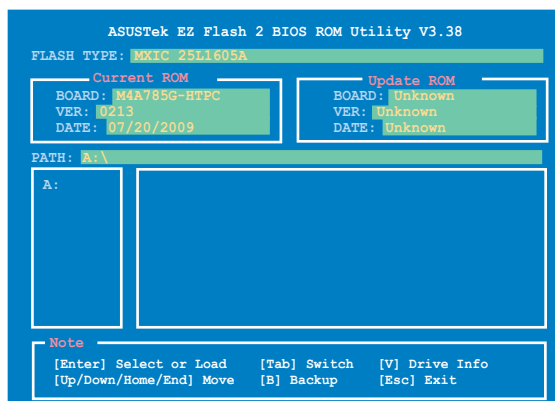 ASUSTek EZ Flash 2 BIOS ROM Utility V3.38
FLASH TYPE: MXIC 25L1605A
Current ROM
BOARD: M4A785G-HTPC
VER: 0213
DATE: 07/20/2009
Update ROM
BOARD: Unknown
VER: Unknown
DATE: Unknown
PATH: A:\
A:
Note
[Enter] Select or Load [Tab] Switch [V] Drive Info
[Up/Down/Home/End] Move [B] Backup [Esc] Exit